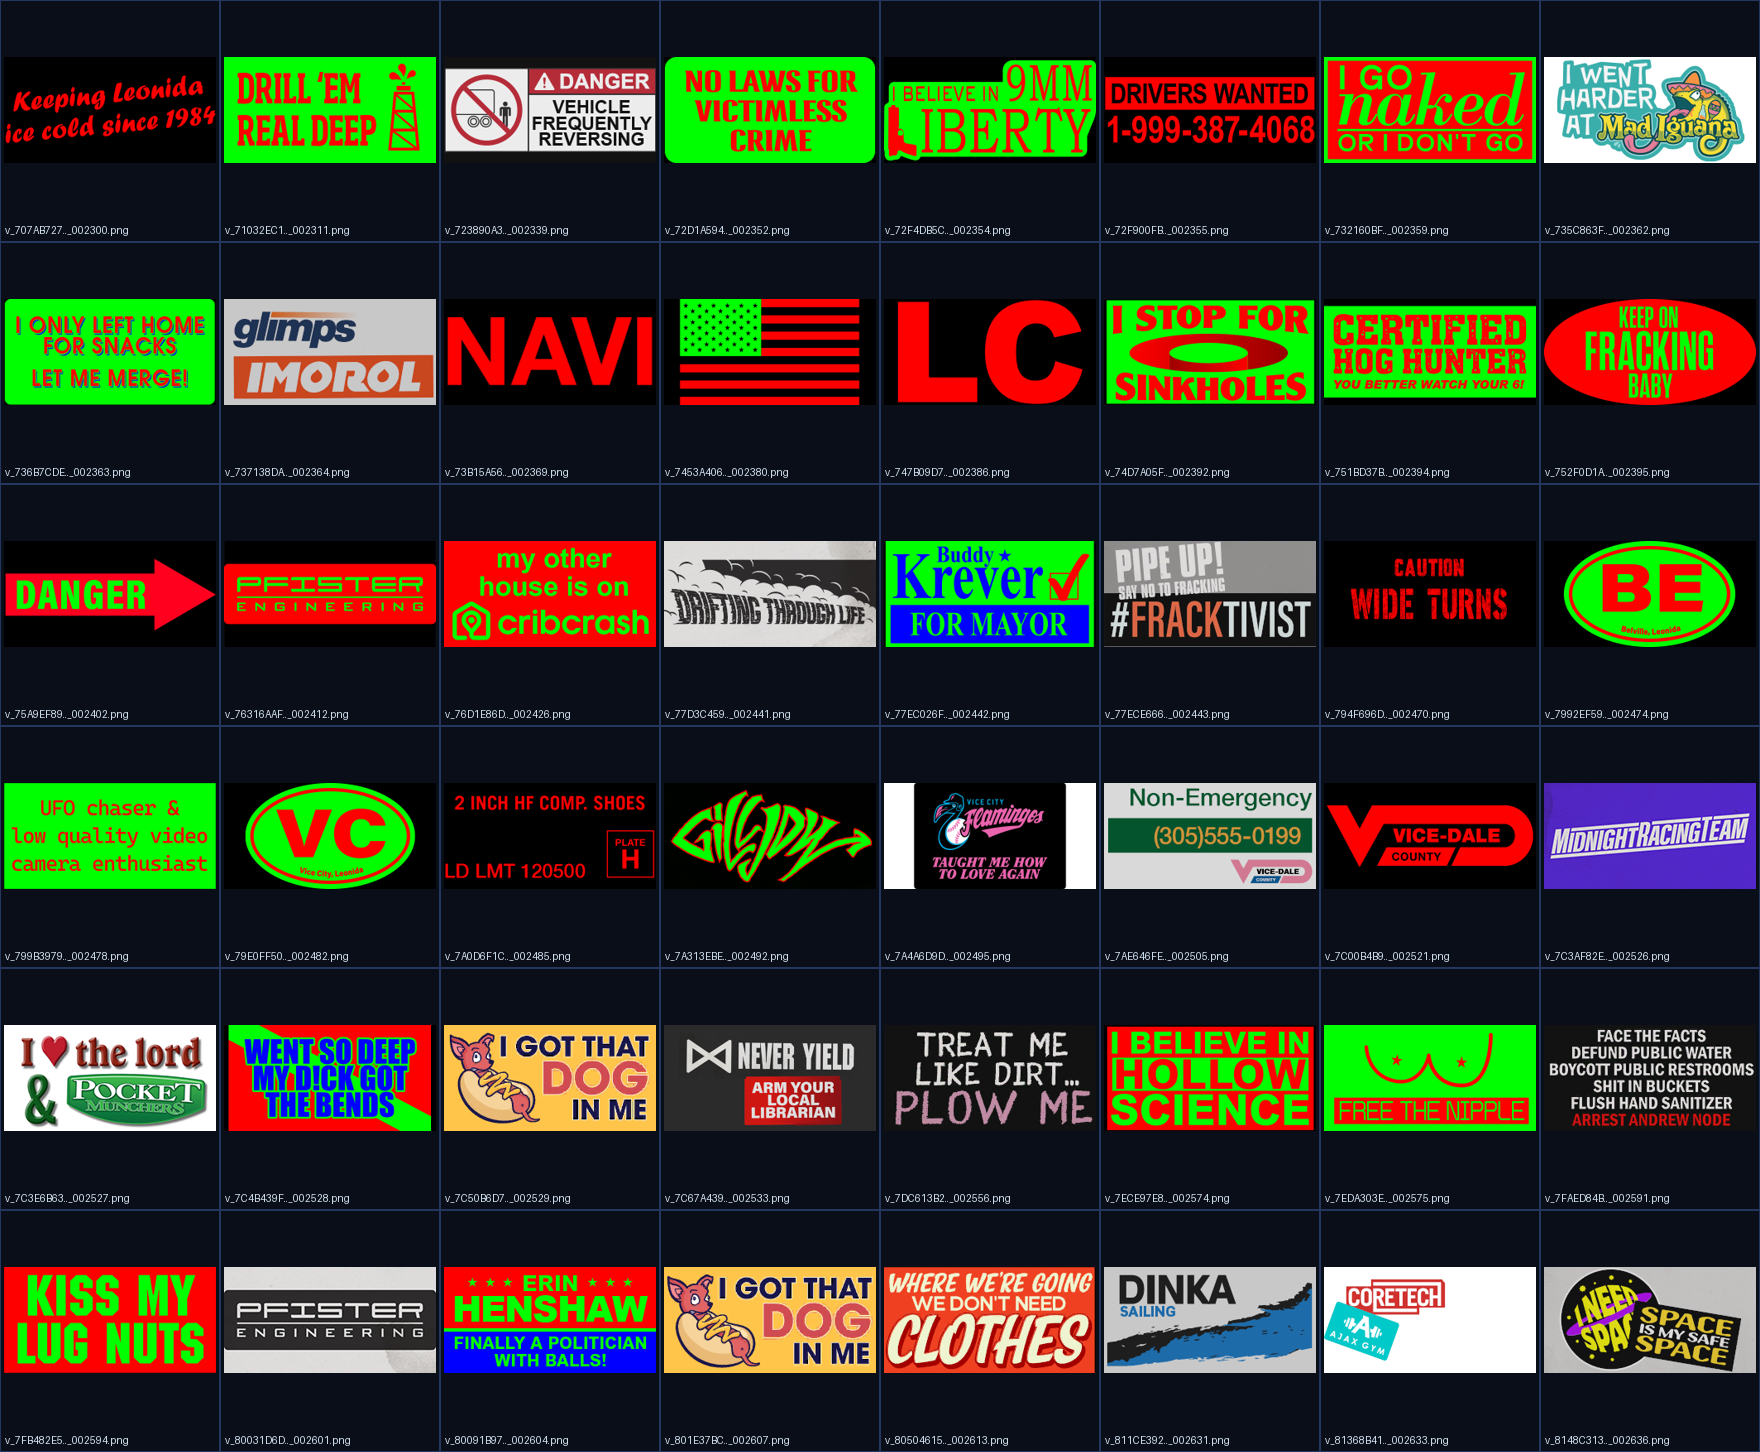 Keeping Leonida
ice cold since 1984
v_707AB727.._002300.png
DRILL 'EM
REAL DEEP
v_71032EC1.._002311.png
DANGER
VEHICLE
FREQUENTLY
REVERSING
v_723890A3.._002339.png
NO LAWS FOR
VICTIMLESS
CRIME
v_72D1A594.._002352.png
I BELIEVE IN 9MM
LIBERTY
v_72F4DB5C.._002354.png
DRIVERS WANTED
1-999-387-4068
v_72F900FB.._002355.png
I GO
naked
OR I DON'T GO
v_732160BF.._002359.png
I WENT
HARDER
AT Mad Iguana
v_735C863F.._002362.png
I ONLY LEFT HOME
FOR SNACKS
LET ME MERGE!
v_736B7CDE.._002363.png
glimps
IMOROL
v_737138DA.._002364.png
NAVI
v_73B15A56.._002369.png
v_7453A406.._002380.png
LC
v_747B09D7.._002386.png
I STOP FOR
SINKHOLES
v_74D7A05F.._002392.png
CERTIFIED
HOG HUNTER
YOU BETTER WATCH YOUR 6!
v_751BD37B.._002394.png
KEEP ON
FRACKING
BABY
v_752F0D1A.._002395.png
DANGER
v_75A9EF89.._002402.png
PFISTER
ENGINEERING
v_76316AAF.._002412.png
my other
house is on
cribcrash
v_76D1E86D.._002426.png
DRIFTING THROUGH LIFE
v_77D3C459.._002441.png
Buddy
Krever
FOR MAYOR
v_77EC026F.._002442.png
PIPE UP!
SAY NO TO FRACKING
#FRACKTIVIST
v_77ECE666.._002443.png
CAUTION
WIDE TURNS
v_794F696D.._002470.png
BE
Belville, Leonida
v_7992EF59.._002474.png
UFO chaser &
low quality video
camera enthusiast
v_799B3979.._002478.png
VC
Vice City, Leonida
v_79E0FF50.._002482.png
2 INCH HF COMP. SHOES
PLATE
H
LD LMT 120500
v_7A0D6F1C.._002485.png
v_7A313EBE.._002492.png
VICE CITY
Flamingos
TAUGHT ME HOW
TO LOVE AGAIN
v_7A4A6D9D.._002495.png
Non-Emergency
(305)555-0199
VICE-DALE
COUNTY
v_7AE646FE.._002505.png
VICE-DALE
COUNTY
v_7C00B4B9.._002521.png
MIDNIGHT RACING TEAM
v_7C3AF82E.._002526.png
I ♥ the lord
& POCKET
MUNCHERS
v_7C3E6B63.._002527.png
WENT SO DEEP
MY D!CK GOT
THE BENDS
v_7C4B439F.._002528.png
I GOT THAT
DOG
IN ME
v_7C50B6D7.._002529.png
NEVER YIELD
ARM YOUR
LOCAL
LIBRARIAN
v_7C67A439.._002533.png
TREAT ME
LIKE DIRT...
PLOW ME
v_7DC613B2.._002556.png
I BELIEVE IN
HOLLOW
SCIENCE
v_7ECE97E8.._002574.png
FREE THE NIPPLE
v_7EDA303E.._002575.png
FACE THE FACTS
DEFUND PUBLIC WATER
BOYCOTT PUBLIC RESTROOMS
SHIT IN BUCKETS
FLUSH HAND SANITIZER
ARREST ANDREW NODE
v_7FAED84B.._002591.png
KISS MY
LUG NUTS
v_7FB482E5.._002594.png
PFISTER
ENGINEERING
v_80031D6D.._002601.png
ERIN
HENSHAW
FINALLY A POLITICIAN
WITH BALLS!
v_80091B97.._002604.png
I GOT THAT
DOG
IN ME
v_801E37BC.._002607.png
WHERE WE'RE GOING
WE DON'T NEED
CLOTHES
v_80504615.._002613.png
DINKA
SAILING
v_811CE392.._002631.png
CORETECH
AJAX GYM
v_81368B41.._002633.png
I NEED
SPAC
SPACE
IS MY SAFE
SPACE
v_8148C313.._002636.png